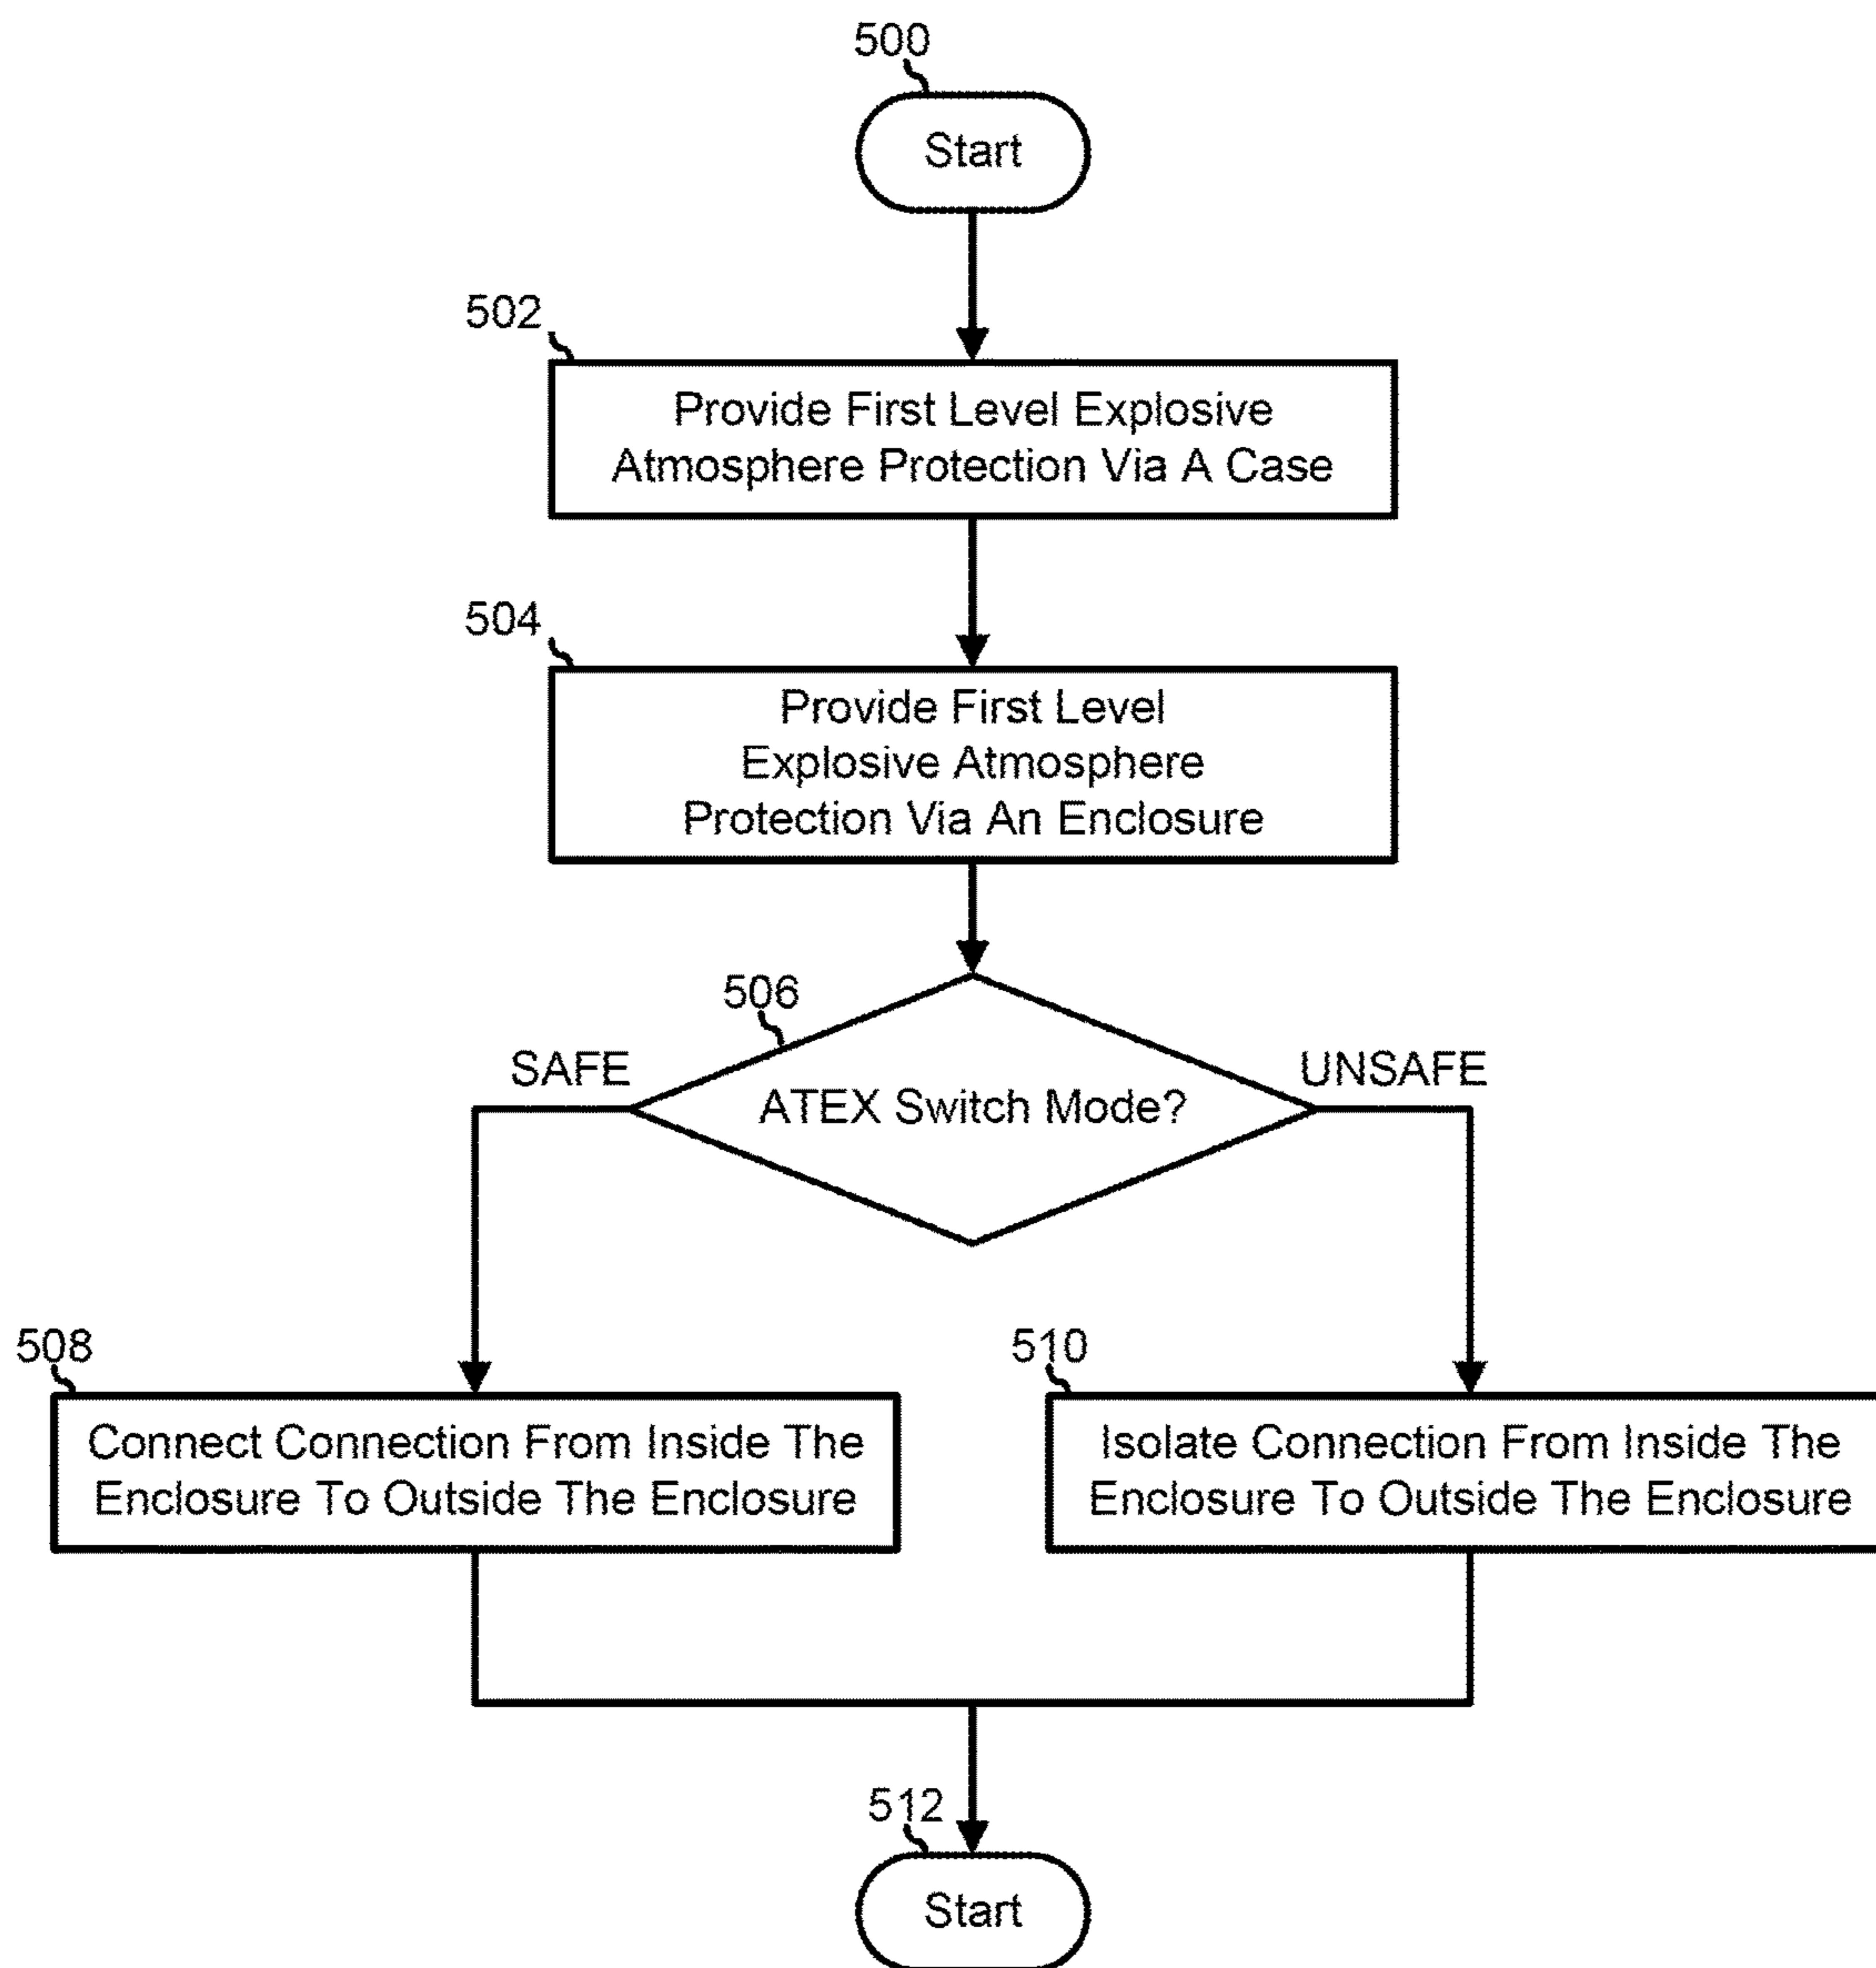 500
Start
502
Provide First Level Explosive
Atmosphere Protection Via A Case
504
Provide First Level
Explosive Atmosphere
Protection Via An Enclosure
506
SAFE
UNSAFE
ATEX Switch Mode?
508
510
Connect Connection From Inside The
Enclosure To Outside The Enclosure
Isolate Connection From Inside The
Enclosure To Outside The Enclosure
512
Start